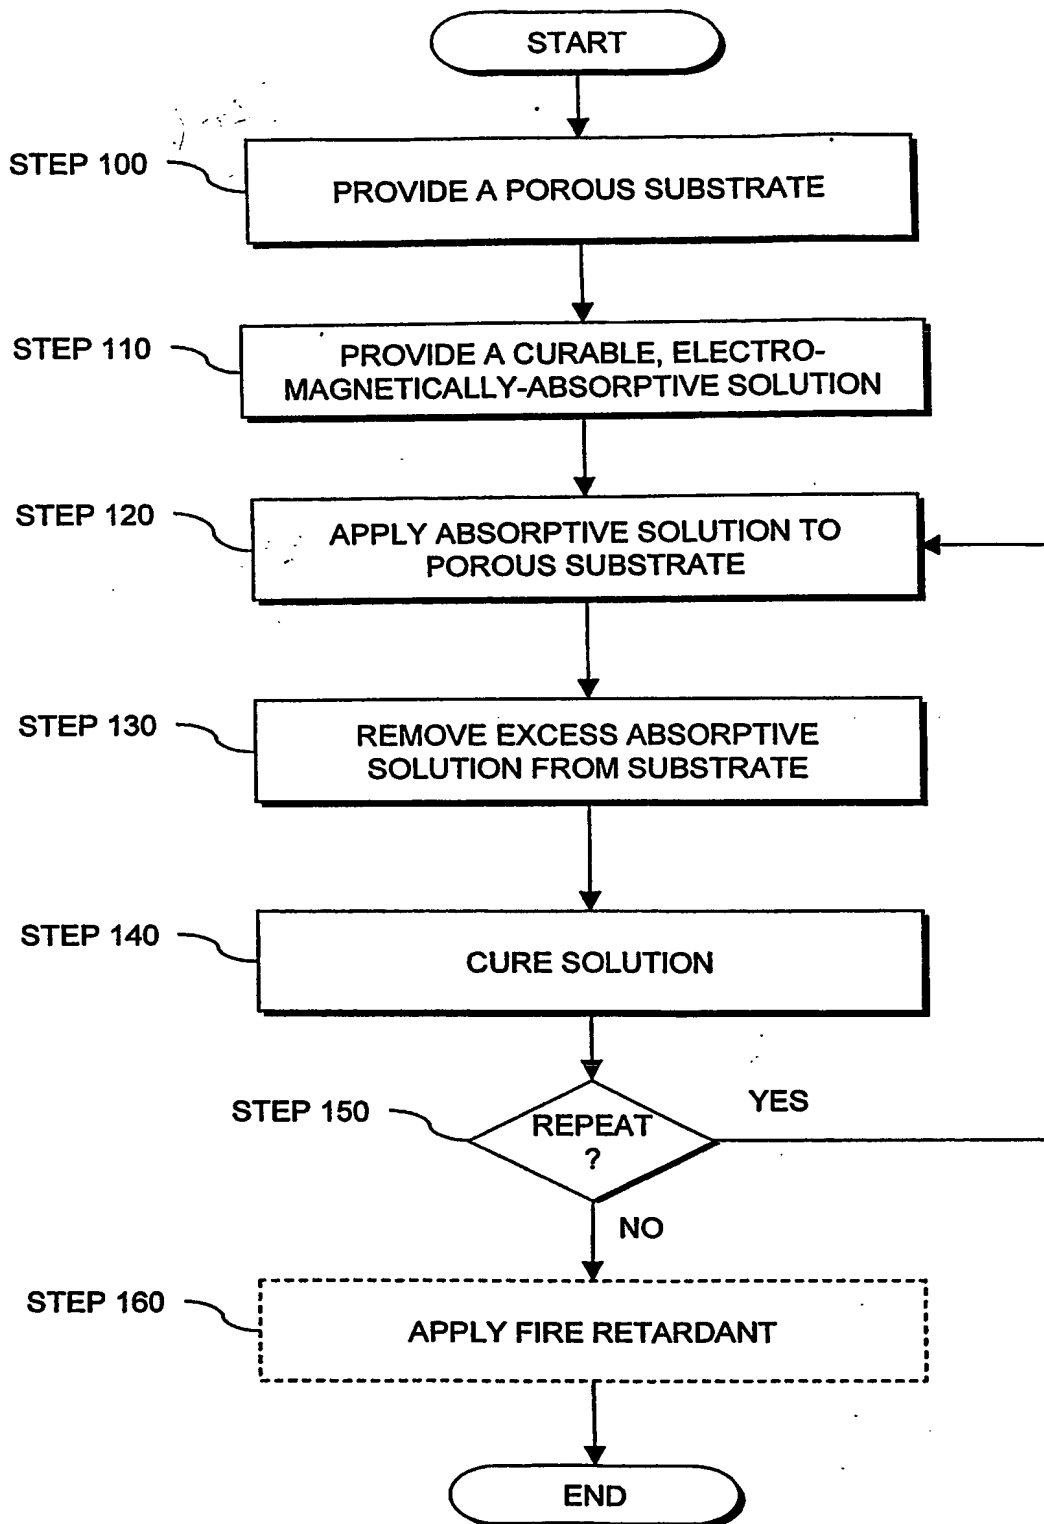 START
STEP 100
PROVIDE A POROUS SUBSTRATE
STEP 110
PROVIDE A CURABLE, ELECTRO-
MAGNETICALLY-ABSORPTIVE SOLUTION
STEP 120
APPLY ABSORPTIVE SOLUTION TO
POROUS SUBSTRATE
STEP 130
REMOVE EXCESS ABSORPTIVE
SOLUTION FROM SUBSTRATE
STEP 140
CURE SOLUTION
STEP 150
REPEAT
?
YES
NO
STEP 160
APPLY FIRE RETARDANT
END